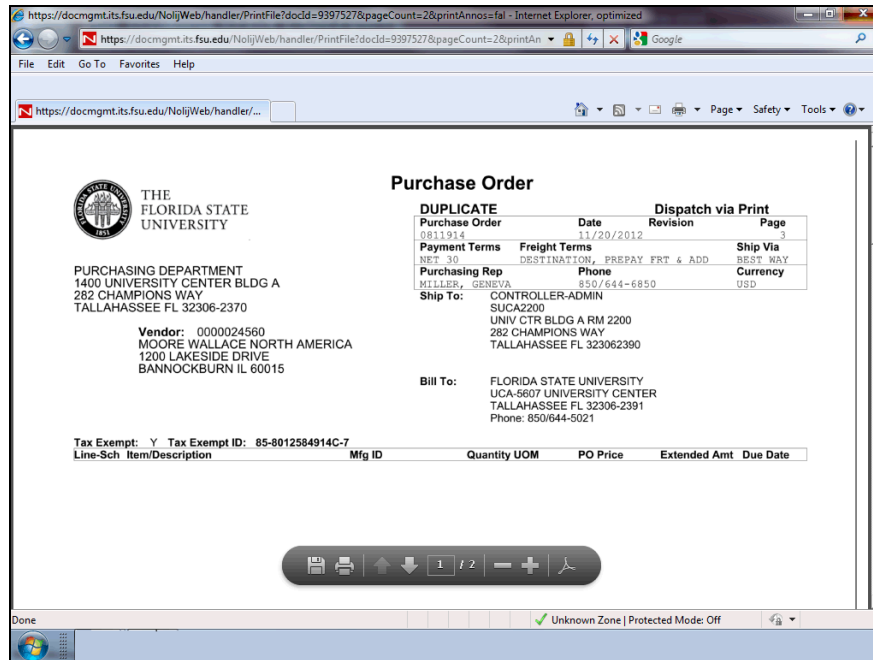 https://docmgmt.its.fsu.edu/NolijWeb/handler/PrintFile?docId=9397527&pageCount=2&printAnnos=fal - Internet Explorer, optimized
https://docmgmt.its.fsu.edu/NolijWeb/handler/PrintFile?docId=9397527&pageCount=2&printAn
Google
File Edit Go To Favorites Help
https://docmgmt.its.fsu.edu/NolijWeb/handler/...
Page Safety Tools
Purchase Order
THE
FLORIDA STATE
UNIVERSITY
DUPLICATE Dispatch via Print
Purchase Order Date Revision Page
0811914 11/20/2012 3
Payment Terms Freight Terms Ship Via
NET 30 DESTINATION, PREPAY FRT & ADD BEST WAY
Purchasing Rep Phone Currency
MILLER, GENEVA 850/644-6850 USD
PURCHASING DEPARTMENT
1400 UNIVERSITY CENTER BLDG A
282 CHAMPIONS WAY
TALLAHASSEE FL 32306-2370
Ship To: CONTROLLER-ADMIN
SUCA2200
UNIV CTR BLDG A RM 2200
282 CHAMPIONS WAY
TALLAHASSEE FL 323062390
Vendor: 0000024560
MOORE WALLACE NORTH AMERICA
1200 LAKESIDE DRIVE
BANNOCKBURN IL 60015
Bill To: FLORIDA STATE UNIVERSITY
UCA-5607 UNIVERSITY CENTER
TALLAHASSEE FL 32306-2391
Phone: 850/644-5021
Tax Exempt: Y Tax Exempt ID: 85-8012584914C-7
Line-Sch Item/Description Mfg ID Quantity UOM PO Price Extended Amt Due Date
1 / 2
Done
Unknown Zone | Protected Mode: Off